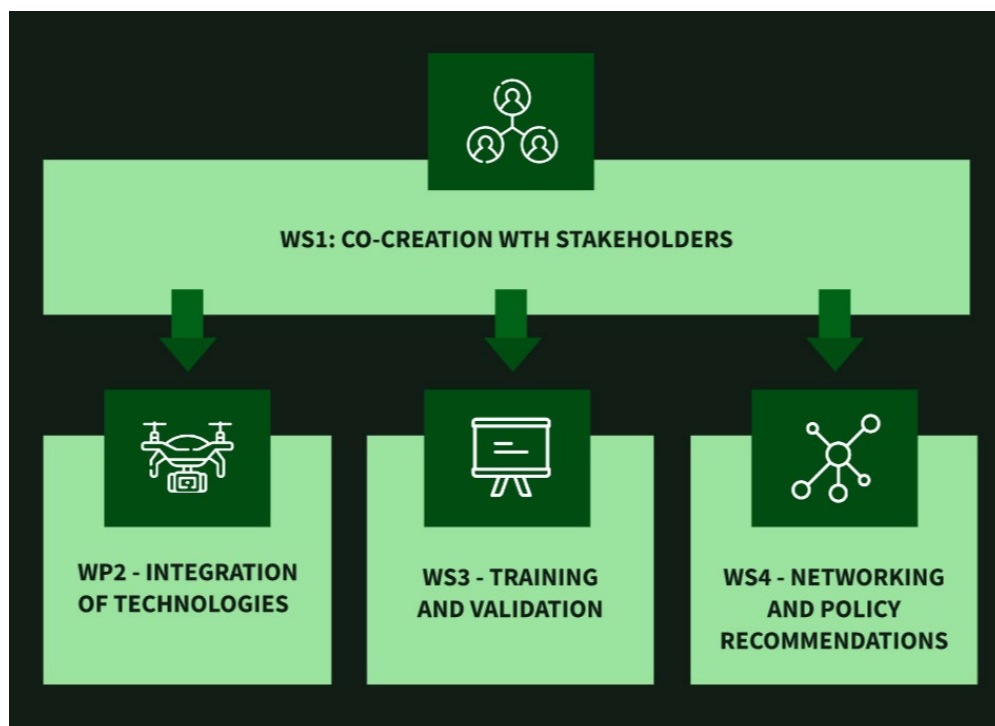 WS1: CO-CREATION WTH STAKEHOLDERS
WP2 - INTEGRATION
OF TECHNOLOGIES
WS3 - TRAINING
AND VALIDATION
WS4 - NETWORKING
AND POLICY
RECOMMENDATIONS